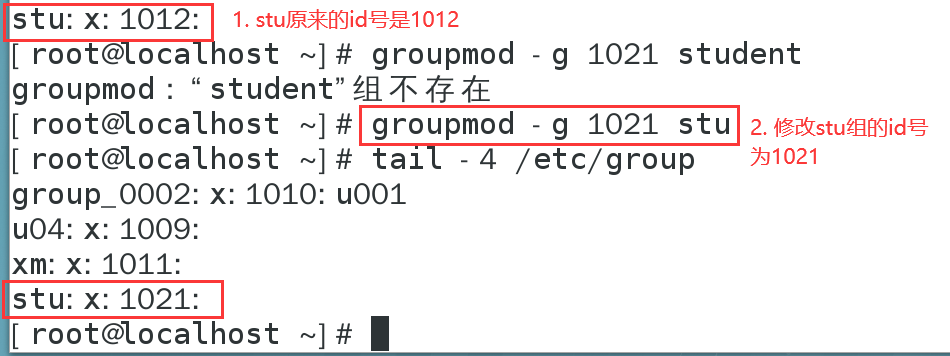 stu:x:1012:
1. stu原来的id号是1012
[root@localhost ~]# groupmod -g 1021 student
groupmod：“student”组不存在
[root@localhost ~]# groupmod -g 1021 stu
2. 修改stu组的id号
为1021
[root@localhost ~]# tail -4 /etc/group
group_0002:x:1010:u001
u04:x:1009:
xm:x:1011:
stu:x:1021:
[root@localhost ~]#